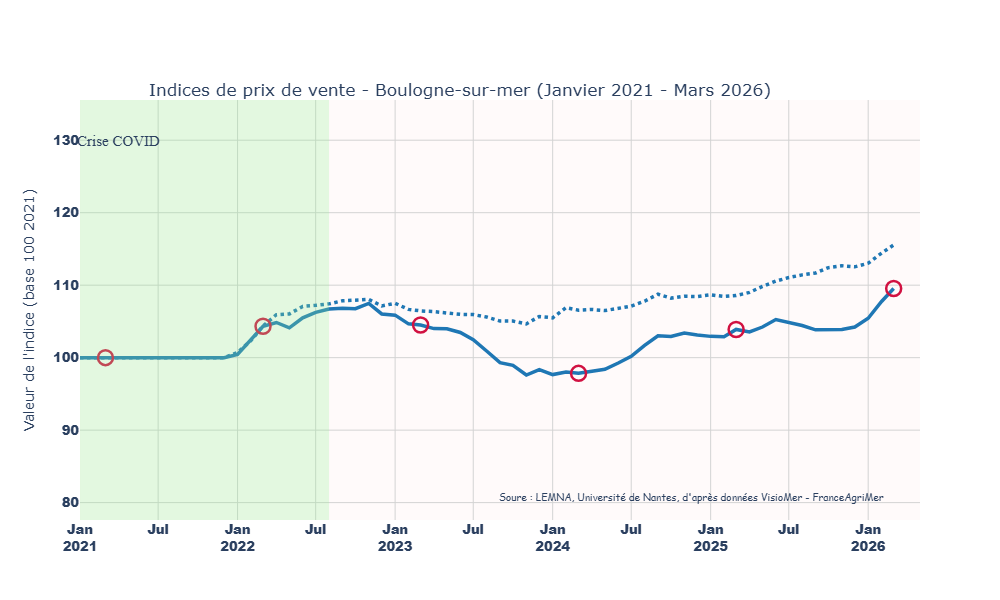 Indices de prix de vente - Boulogne-sur-mer (Janvier 2021 - Mars 2026)
Valeur de l'indice (base 100 2021)
130
Crise COVID
120
110
100
90
80
Soure : LEMNA, Université de Nantes, d'après données VisioMer - FranceAgriMer
Jan Jul Jan Jul Jan Jul Jan Jul Jan Jul Jan
2021 2022 2023 2024 2025 2026